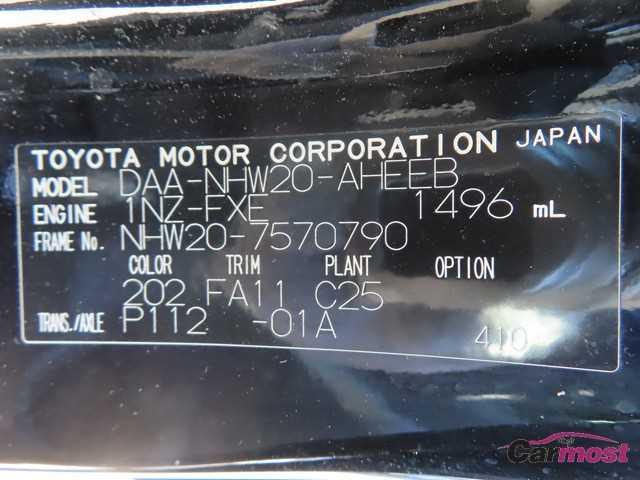 TOYOTA MOTOR CORPORATION JAPAN
MODEL DAA-NHW20-AHEEB
ENGINE 1NZ-FXE 1496 mL
FRAME No. NHW20-7570790
COLOR TRIM PLANT OPTION
202 FA11 C25
TRANS./AXLE P112 -01A 410
Carmost